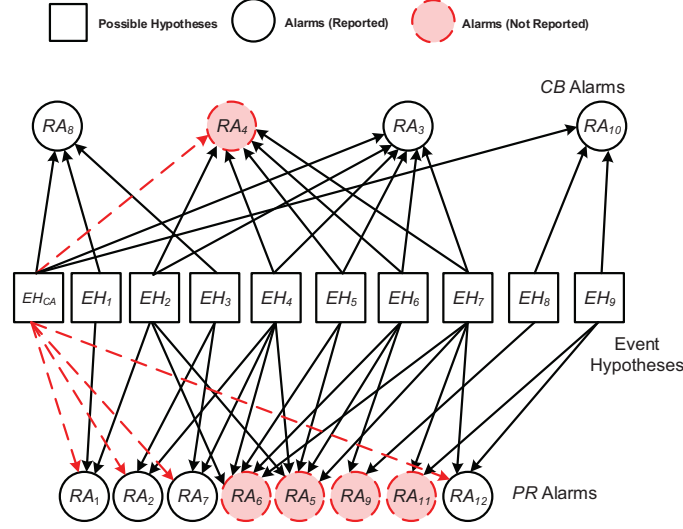 Possible Hypotheses Alarms (Reported) Alarms (Not Reported)
CB Alarms
RA8 RA4 RA3 RA10
EHCA EH1 EH2 EH3 EH4 EH5 EH6 EH7 EH8 EH9
Event
Hypotheses
RA1 RA2 RA7 RA6 RA5 RA9 RA11 RA12 PR Alarms